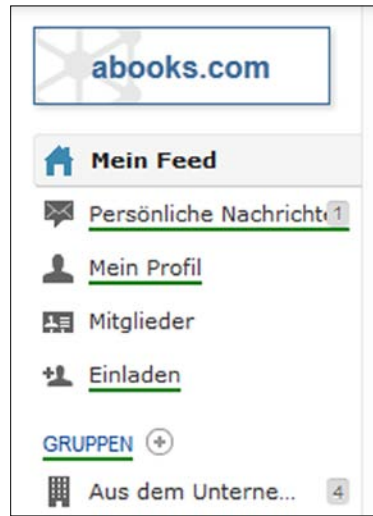 abooks.com
Mein Feed
Persönliche Nachricht 1
Mein Profil
Mitglieder
Einladen
GRUPPEN
Aus dem Unterne... 4